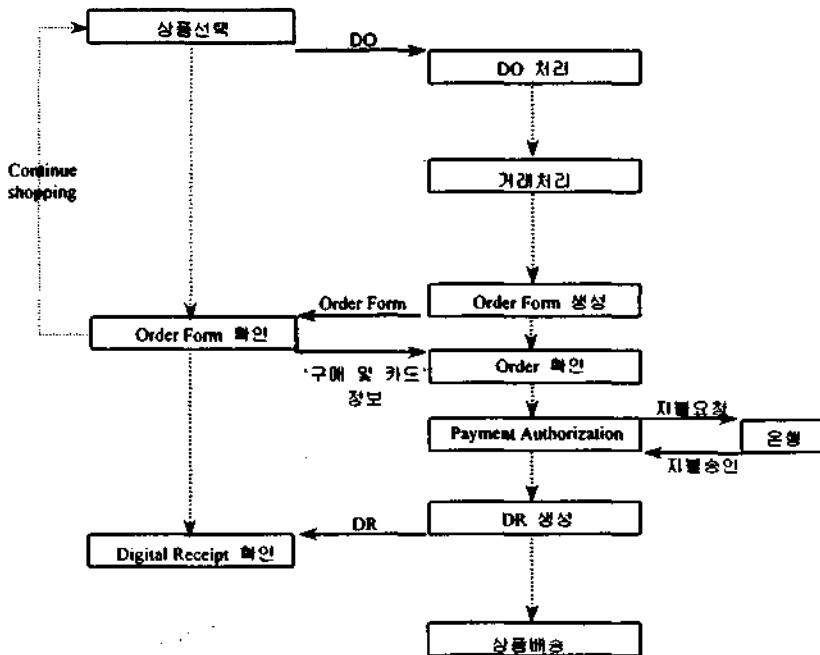 상품선택
DO
DO 처리
Continue
shopping
거래처리
Order Form
Order Form 생성
Order Form 확인
Order 확인
구매 및 카드
정보
지불요청
Payment Authorization
은행
지불승인
DR
DR 생성
Digital Receipt 확인
상품배송